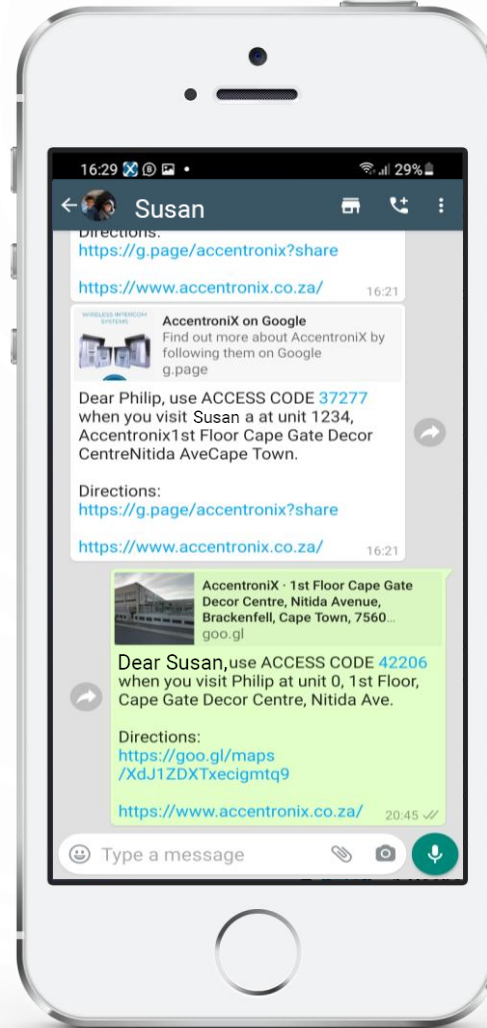 16:29 29%
Susan
Directions:
https://g.page/accentronix?share
https://www.accentronix.co.za/ 16:21
WIRELESS INTERCOM
SYSTEMS
AccentroniX on Google
Find out more about AccentroniX by
following them on Google
g.page
Dear Philip, use ACCESS CODE 37277
when you visit Susan a at unit 1234,
Accentronix1st Floor Cape Gate Decor
CentreNitida AveCape Town.
Directions:
https://g.page/accentronix?share
https://www.accentronix.co.za/ 16:21
AccentroniX · 1st Floor Cape Gate
Decor Centre, Nitida Avenue,
Brackenfell, Cape Town, 7560...
goo.gl
Dear Susan, use ACCESS CODE 42206
when you visit Philip at unit 0, 1st Floor,
Cape Gate Decor Centre, Nitida Ave.
Directions:
https://goo.gl/maps
/XdJ1ZDXTxecigmtq9
https://www.accentronix.co.za/ 20:45
Type a message